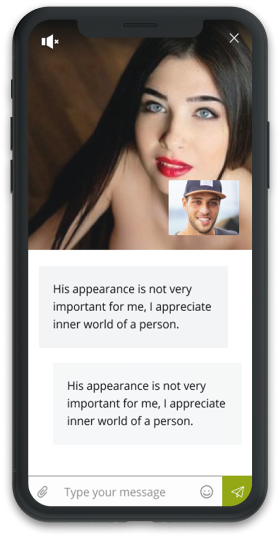 His appearance is not very
important for me, I appreciate
inner world of a person.
His appearance is not very
important for me, I appreciate
inner world of a person.
Type your message